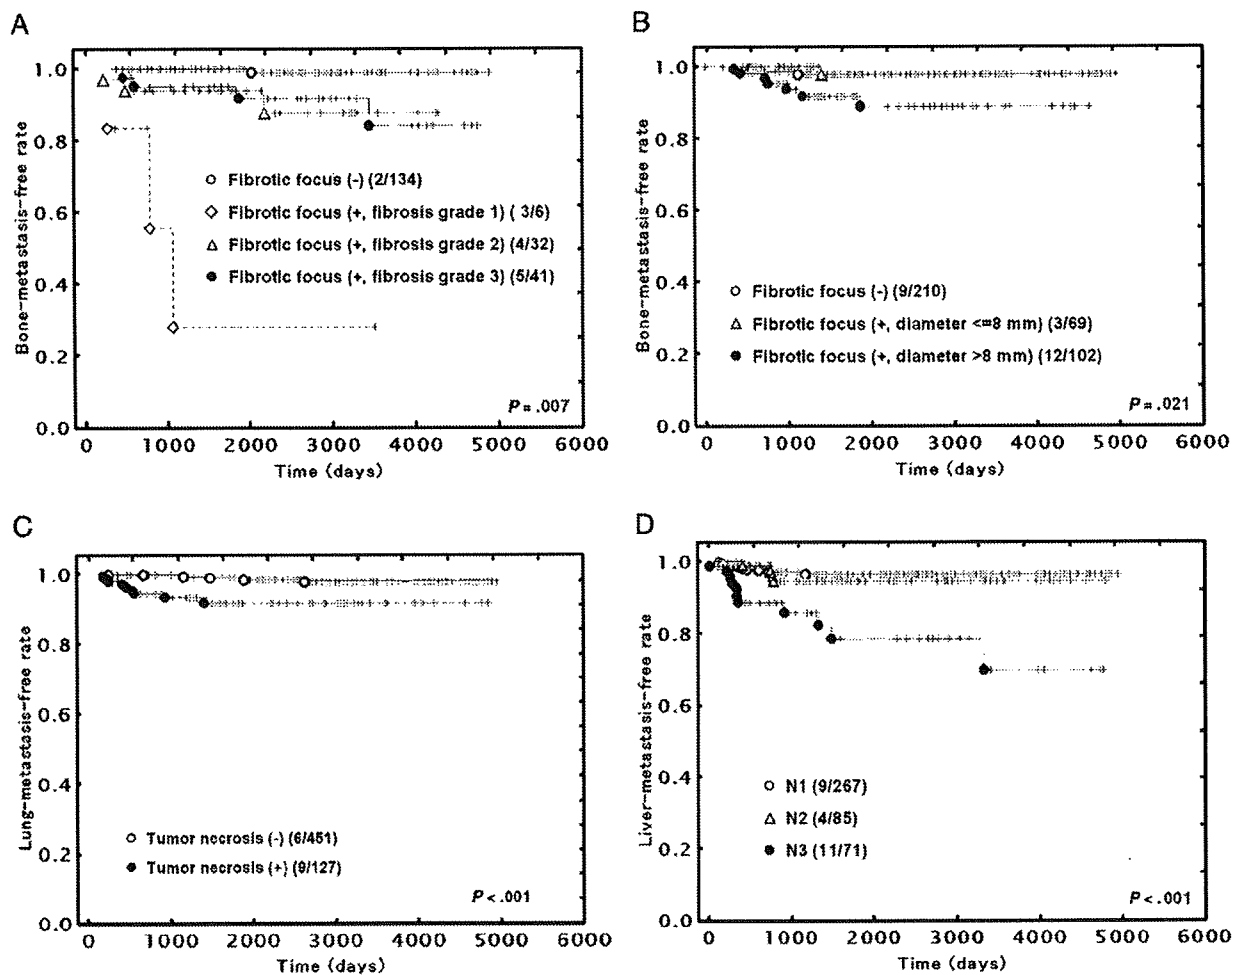 A
Bone-metastasis-free rate
1.0
0.8
0.6
0.4
0.2
0.0
Fibrotic focus (-) (2/134)
Fibrotic focus (+, fibrosis grade 1) ( 3/6)
Fibrotic focus (+, fibrosis grade 2) (4/32)
Fibrotic focus (+, fibrosis grade 3) (5/41)
P = .007
0 1000 2000 3000 4000 5000 6000
Time (days)
B
Bone-metastasis-free rate
1.0
0.8
0.6
0.4
0.2
0.0
Fibrotic focus (-) (9/210)
Fibrotic focus (+, diameter <=8 mm) (3/69)
Fibrotic focus (+, diameter >8 mm) (12/102)
P = .021
0 1000 2000 3000 4000 5000 6000
Time (days)
C
Lung-metastasis-free rate
1.0
0.8
0.6
0.4
0.2
0.0
Tumor necrosis (-) (6/451)
Tumor necrosis (+) (9/127)
P < .001
0 1000 2000 3000 4000 5000 6000
Time (days)
D
Liver-metastasis-free rate
1.0
0.8
0.6
0.4
0.2
0.0
N1 (9/267)
N2 (4/85)
N3 (11/71)
P < .001
0 1000 2000 3000 4000 5000 6000
Time (days)